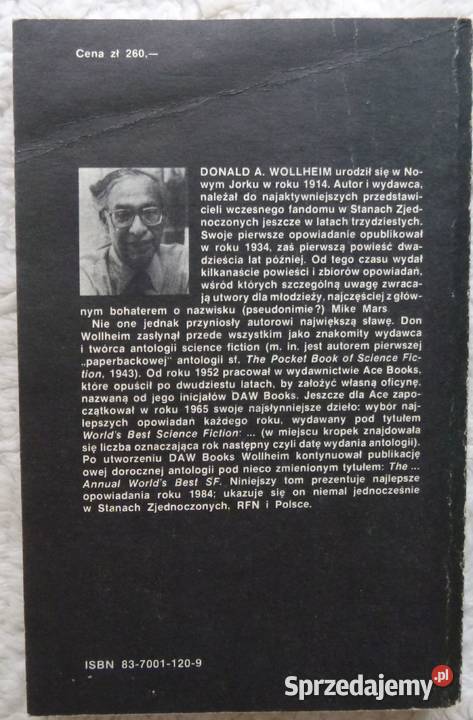 Cena zł 260,—
DONALD A. WOLLHEIM urodził się w No-
wym Jorku w roku 1914. Autor i wydawca,
należał do najaktywniejszych przedstawi-
cieli wczesnego fandomu w Stanach Zjed-
noczonych jeszcze w latach trzydziestych.
Swoje pierwsze opowiadanie opublikował
w roku 1934, zaś pierwszą powieść dwa-
dzieścia lat później. Od tego czasu wydał
kilkanaście powieści i zbiorów opowiadań,
wśród których szczególną uwagę zwraca-
ją utwory dla młodzieży, najczęściej z głów-
nym bohaterem o nazwisku (pseudonimie?) Mike Mars
Nie one jednak przyniosły autorowi największą sławę. Don
Wollheim zasłynął przede wszystkim jako znakomity wydawca
i twórca antologii science fiction (m. in. jest autorem pierwszej
„paperbackowej" antologii sf. The Pocket Book of Science Fic-
tion, 1943). Od roku 1952 pracował w wydawnictwie Ace Books,
które opuścił po dwudziestu latach, by założyć własną oficynę,
nazwaną od jego inicjałów DAW Books. Jeszcze dla Ace zapo-
czątkował w roku 1965 swoje najsłynniejsze dzieło: wybór naj-
lepszych opowiadań każdego roku, wydawany pod tytułem
World's Best Science Fiction: ... (w miejscu kropek znajdowała
się liczba oznaczająca rok następny czyli datę wydania antologii).
Po utworzeniu DAW Books Wollheim kontynuował publikację
owej dorocznej antologii pod nieco zmienionym tytułem: The ...
Annual World's Best SF. Niniejszy tom prezentuje najlepsze
opowiadania roku 1984; ukazuje się on niemal jednocześnie
w Stanach Zjednoczonych, RFN i Polsce.
ISBN 83-7001-120-9
Sprzedajemy.pl